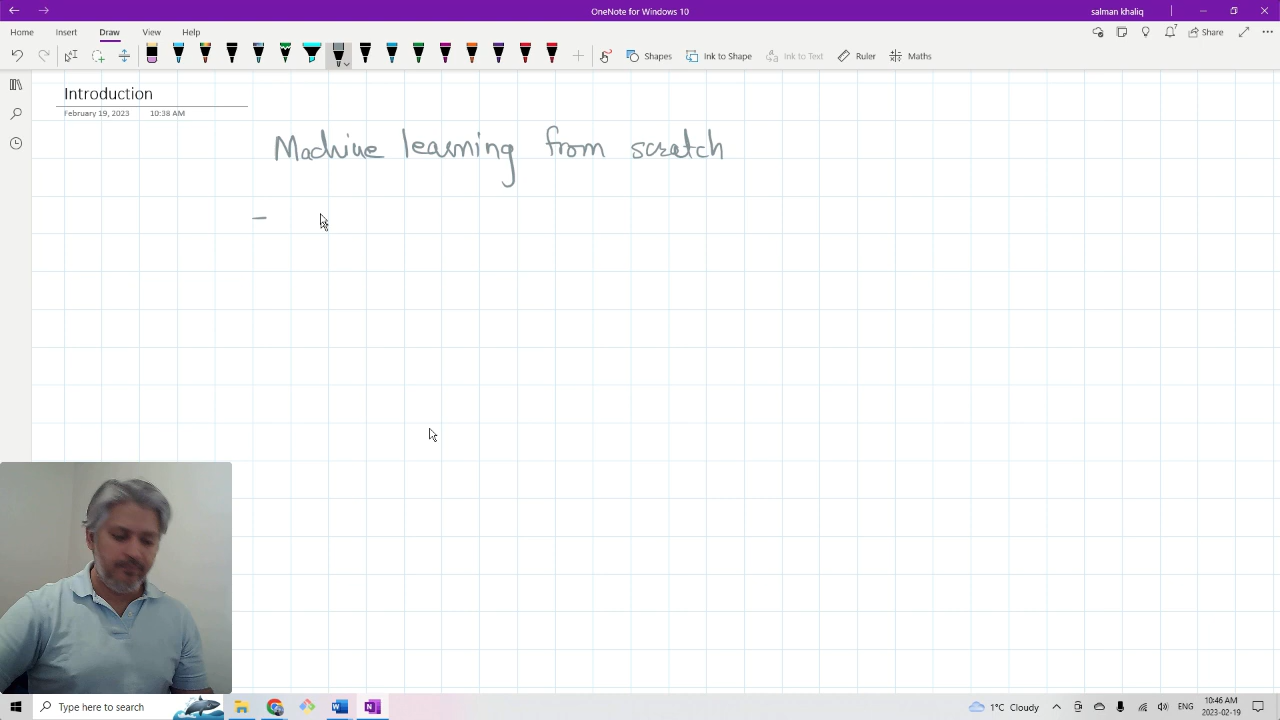 OneNote for Windows 10
salman khaliq
Home Insert Draw View Help
Share
Shapes Ink to Shape Ink to Text Ruler Maths
Introduction
February 19, 2023 10:38 AM
Machine learning from scratch
-
Type here to search
1°C Cloudy
ENG
10:46 AM
2023-02-19